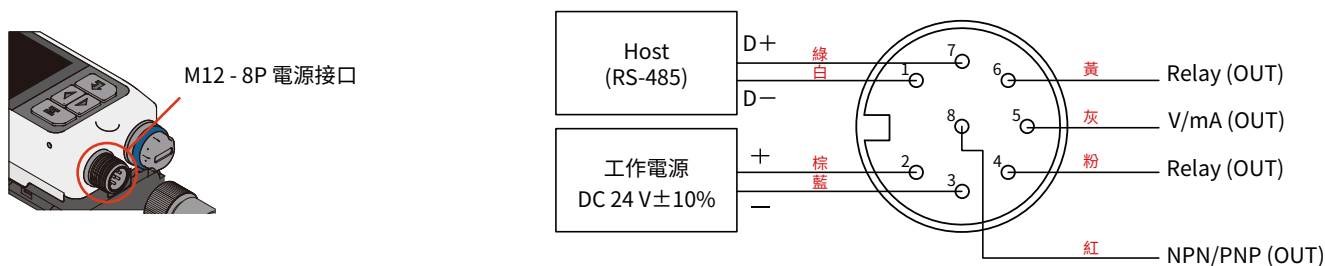 M12 - 8P 電源接口
Host
(RS-485)
D+
D−
綠
白
工作電源
DC 24 V±10%
+
−
棕
藍
7
1
6
8
5
2
4
3
黃
Relay (OUT)
灰
V/mA (OUT)
粉
Relay (OUT)
紅
NPN/PNP (OUT)